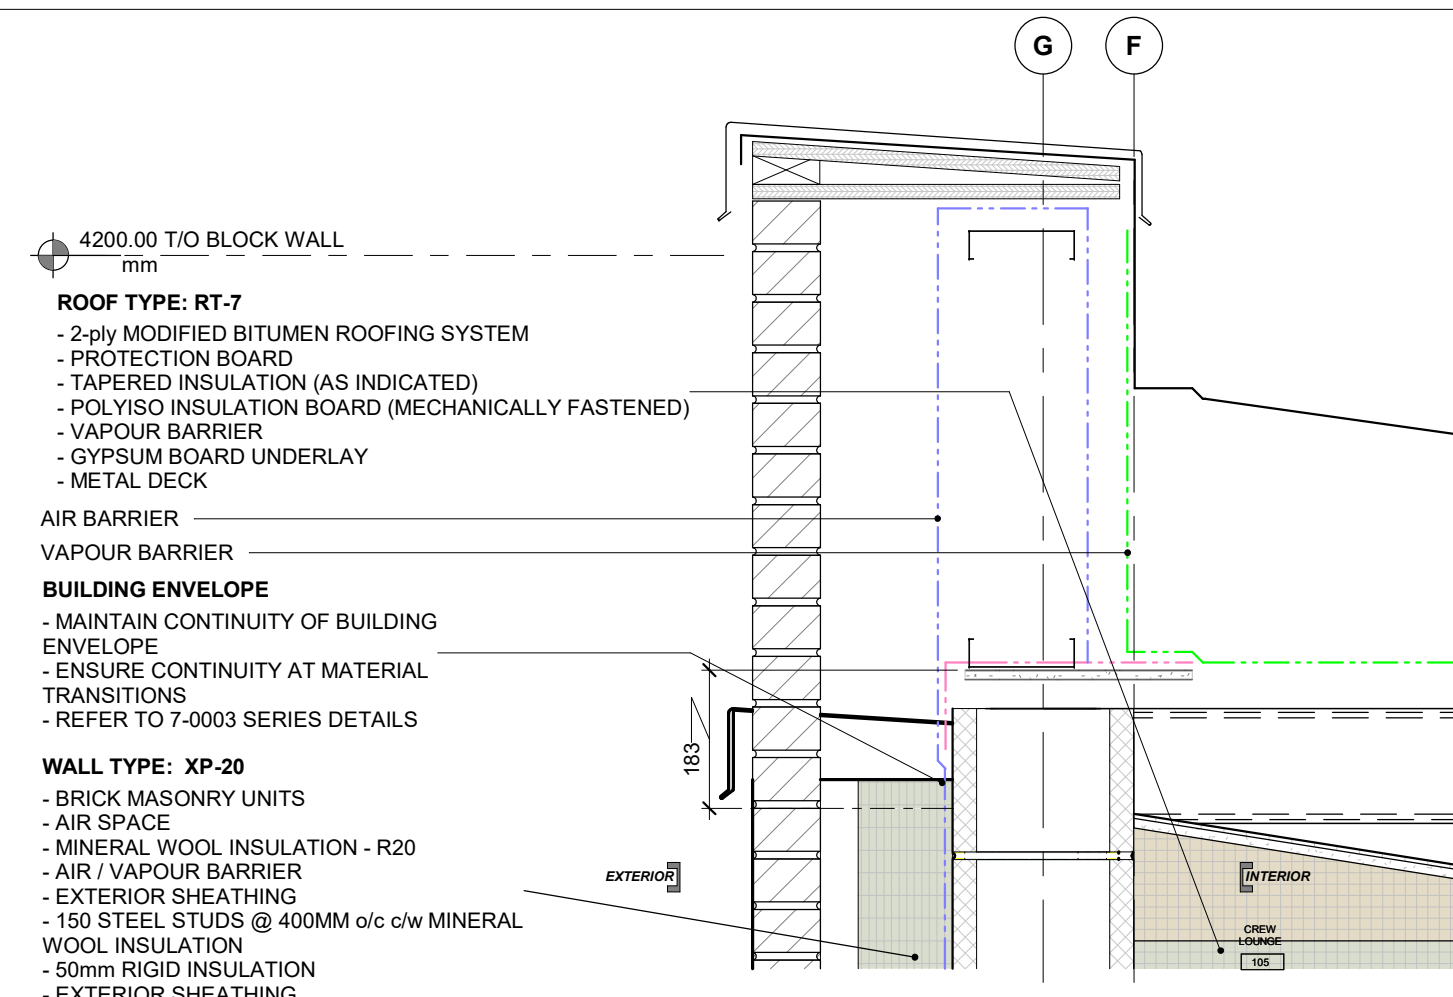 G F
4200.00 T/O BLOCK WALL
mm
ROOF TYPE: RT-7
- 2-ply MODIFIED BITUMEN ROOFING SYSTEM
- PROTECTION BOARD
- TAPERED INSULATION (AS INDICATED)
- POLYISO INSULATION BOARD (MECHANICALLY FASTENED)
- VAPOUR BARRIER
- GYPSUM BOARD UNDERLAY
- METAL DECK
AIR BARRIER
VAPOUR BARRIER
BUILDING ENVELOPE
- MAINTAIN CONTINUITY OF BUILDING
ENVELOPE
- ENSURE CONTINUITY AT MATERIAL
TRANSITIONS
- REFER TO 7-0003 SERIES DETAILS
183
WALL TYPE: XP-20
- BRICK MASONRY UNITS
- AIR SPACE
- MINERAL WOOL INSULATION - R20
- AIR / VAPOUR BARRIER
- EXTERIOR SHEATHING
- 150 STEEL STUDS @ 400MM o/c c/w MINERAL
WOOL INSULATION
- 50mm RIGID INSULATION
- EXTERIOR SHEATHING
EXTERIOR
INTERIOR
CREW
LOUNGE
105